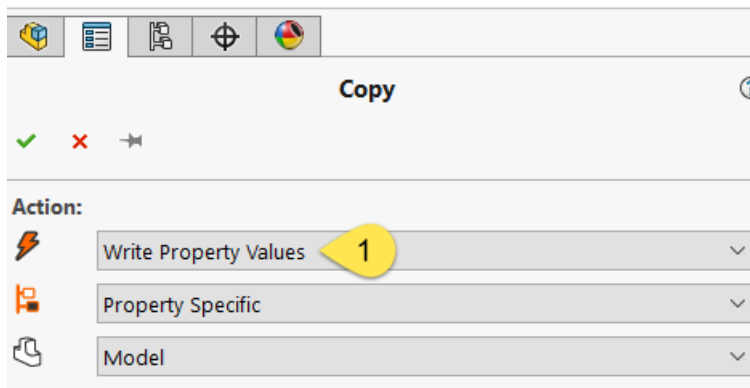 Copy
Action:
Write Property Values 1
Property Specific
Model